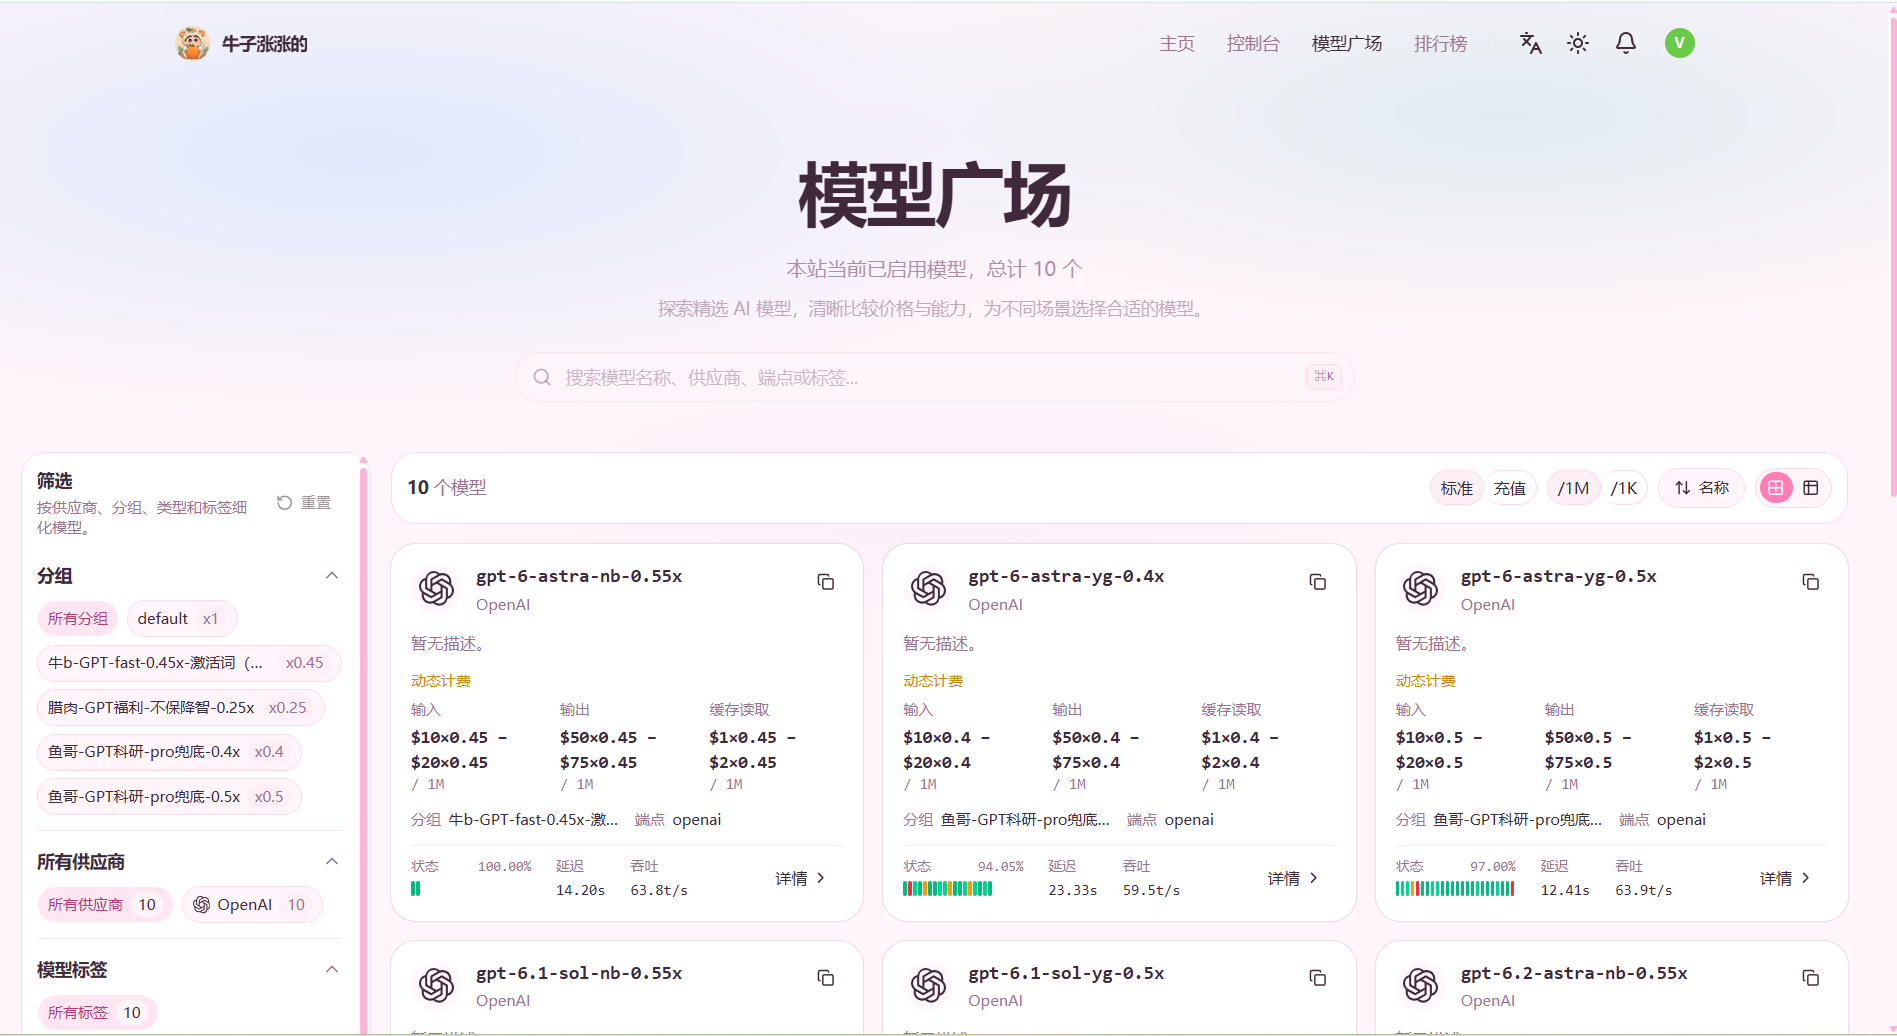 牛子涨涨的
主页 控制台 模型广场 排行榜 V
模型广场
本站当前已启用模型，总计 10 个
探索精选 AI 模型，清晰比较价格与能力，为不同场景选择合适的模型。
搜索模型名称、供应商、端点或标签... ⌘K
筛选
按供应商、分组、类型和标签细
化模型。
重置
分组
所有分组 default x1
牛b-GPT-fast-0.45x-激活词（... x0.45
腊肉-GPT福利-不保降智-0.25x x0.25
鱼哥-GPT科研-pro兜底-0.4x x0.4
鱼哥-GPT科研-pro兜底-0.5x x0.5
所有供应商
所有供应商 10 OpenAI 10
模型标签
所有标签 10
10 个模型 标准 充值 /1M /1K 名称
gpt-6-astra-nb-0.55x
OpenAI
暂无描述。
动态计费
输入 输出 缓存读取
$10×0.45 – $50×0.45 – $1×0.45 –
$20×0.45 $75×0.45 $2×0.45
/ 1M / 1M / 1M
分组 牛b-GPT-fast-0.45x-激... 端点 openai
状态 100.00% 延迟 吞吐
14.20s 63.8t/s 详情
gpt-6-astra-yg-0.4x
OpenAI
暂无描述。
动态计费
输入 输出 缓存读取
$10×0.4 – $50×0.4 – $1×0.4 –
$20×0.4 $75×0.4 $2×0.4
/ 1M / 1M / 1M
分组 鱼哥-GPT科研-pro兜底... 端点 openai
状态 94.05% 延迟 吞吐
23.33s 59.5t/s 详情
gpt-6-astra-yg-0.5x
OpenAI
暂无描述。
动态计费
输入 输出 缓存读取
$10×0.5 – $50×0.5 – $1×0.5 –
$20×0.5 $75×0.5 $2×0.5
/ 1M / 1M / 1M
分组 鱼哥-GPT科研-pro兜底... 端点 openai
状态 97.00% 延迟 吞吐
12.41s 63.9t/s 详情
gpt-6.1-sol-nb-0.55x
OpenAI
gpt-6.1-sol-yg-0.5x
OpenAI
gpt-6.2-astra-nb-0.55x
OpenAI